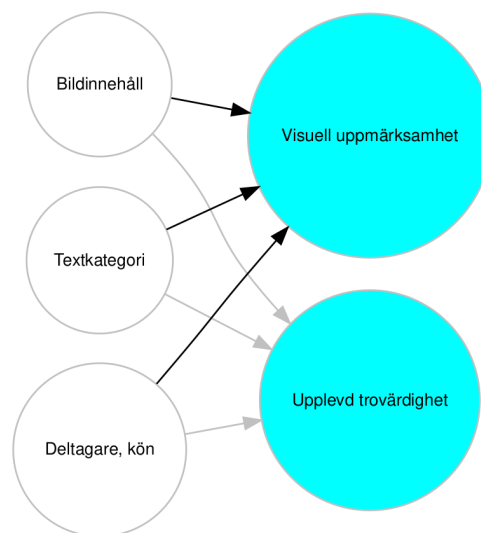 Bildinnehåll
Visuell uppmärksamhet
Textkategori
Upplevd trovärdighet
Deltagare, kön